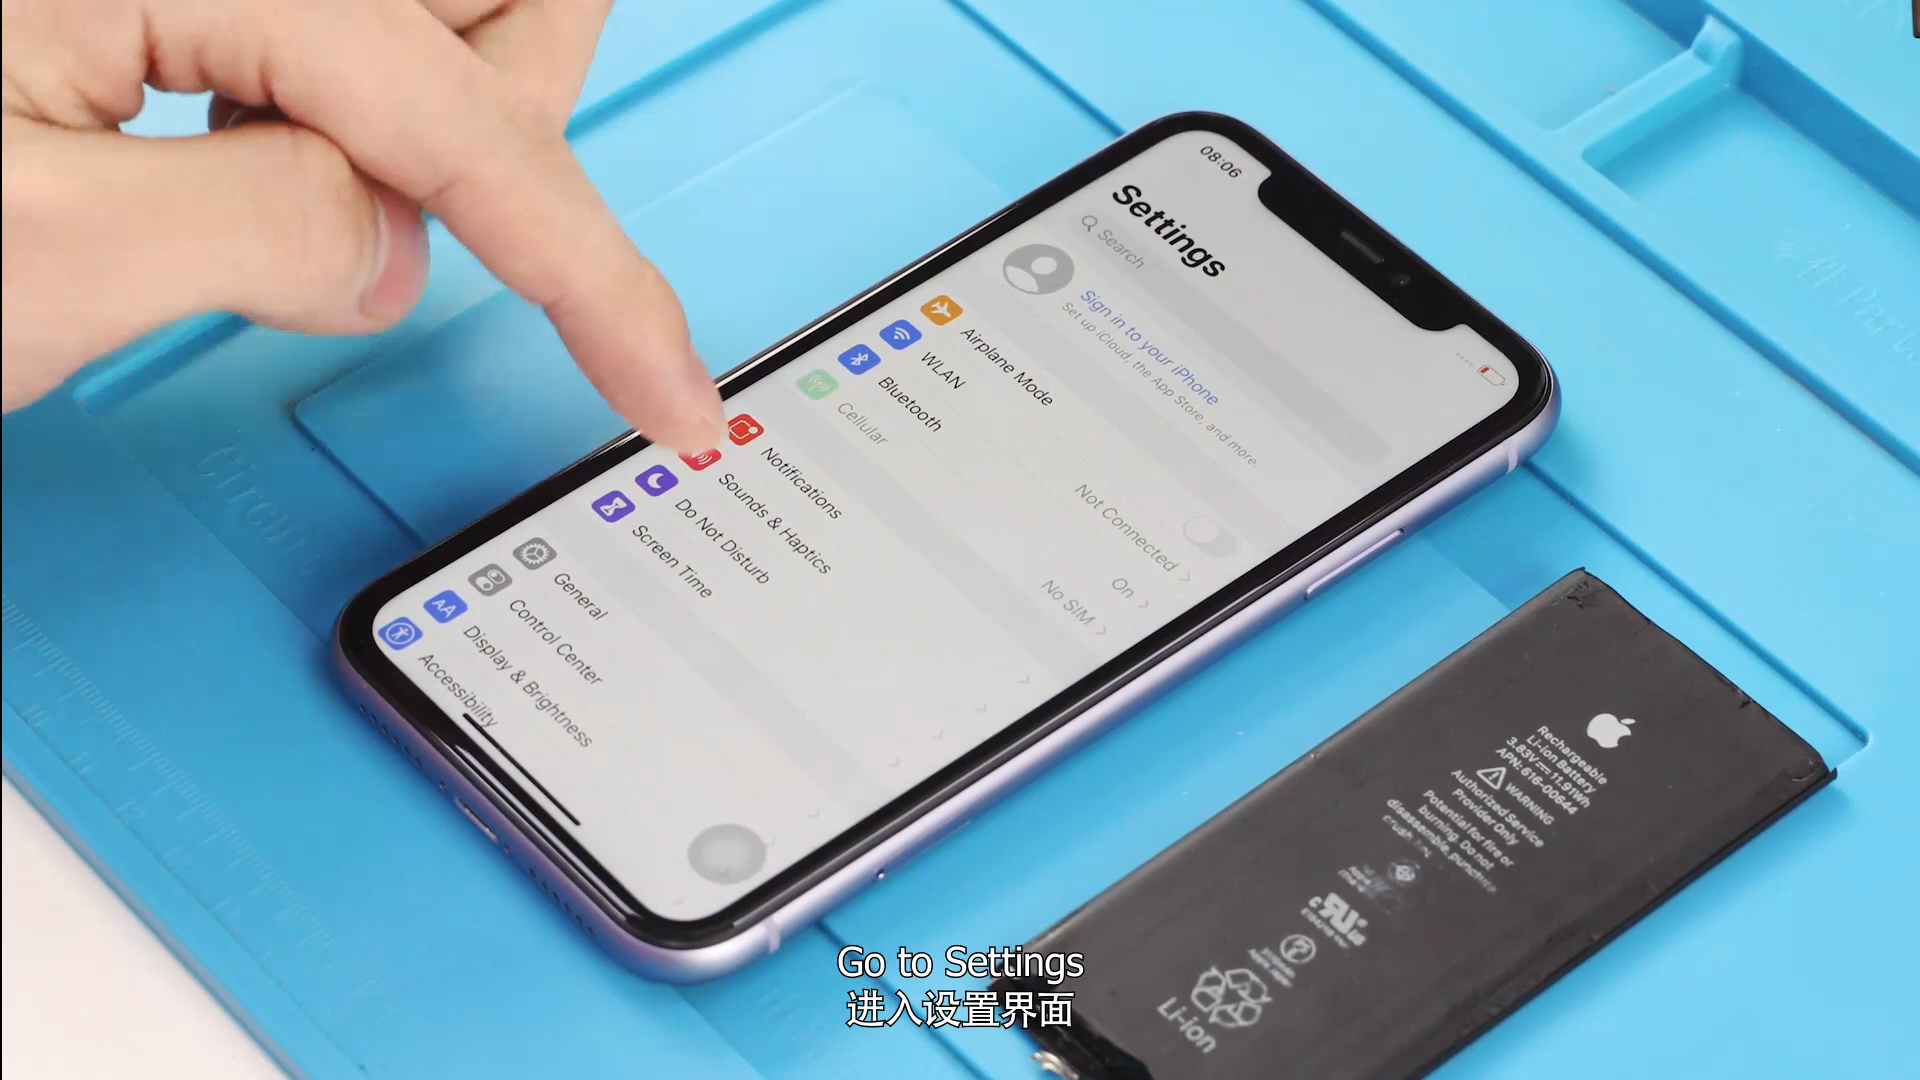 08:06
Settings
Search
Sign in to your iPhone
Set up iCloud, the App Store, and more.
Airplane Mode
WLAN
Not Connected
Bluetooth
On
Cellular
No SIM
Notifications
Sounds & Haptics
Do Not Disturb
Screen Time
General
Control Center
AA
Display & Brightness
Accessibility
Rechargeable
Li-ion Battery
3.83V 11.91Wh
APN: 616-00644
WARNING
Authorized Service
Provider Only
Potential for fire or
burning. Do not
disassemble, puncture
crush
Li-ion
Go to Settings
进入设置界面